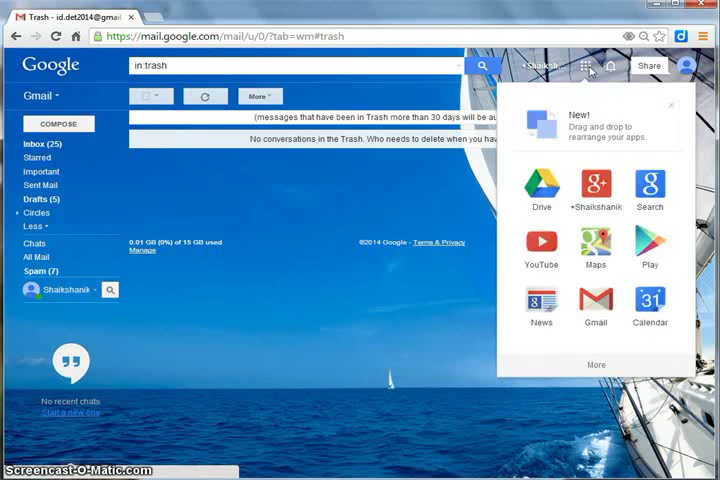 Trash - id.det2014@gmail
https://mail.google.com/mail/u/0/?tab=wm#trash
Google
in:trash
+Shaiksh...
Share
Gmail
More
COMPOSE
(messages that have been in Trash more than 30 days will be au
No conversations in the Trash. Who needs to delete when you hav
Inbox (25)
Starred
Important
Sent Mail
Drafts (5)
Circles
Less
Chats
All Mail
Spam (7)
Shaikshanik
0.01 GB (0%) of 15 GB used
Manage
©2014 Google - Terms & Privacy
New!
Drag and drop to
rearrange your apps.
Drive
+Shaikshanik
Search
YouTube
Maps
Play
News
Gmail
31
Calendar
More
No recent chats
Start a new one
Screencast-O-Matic.com